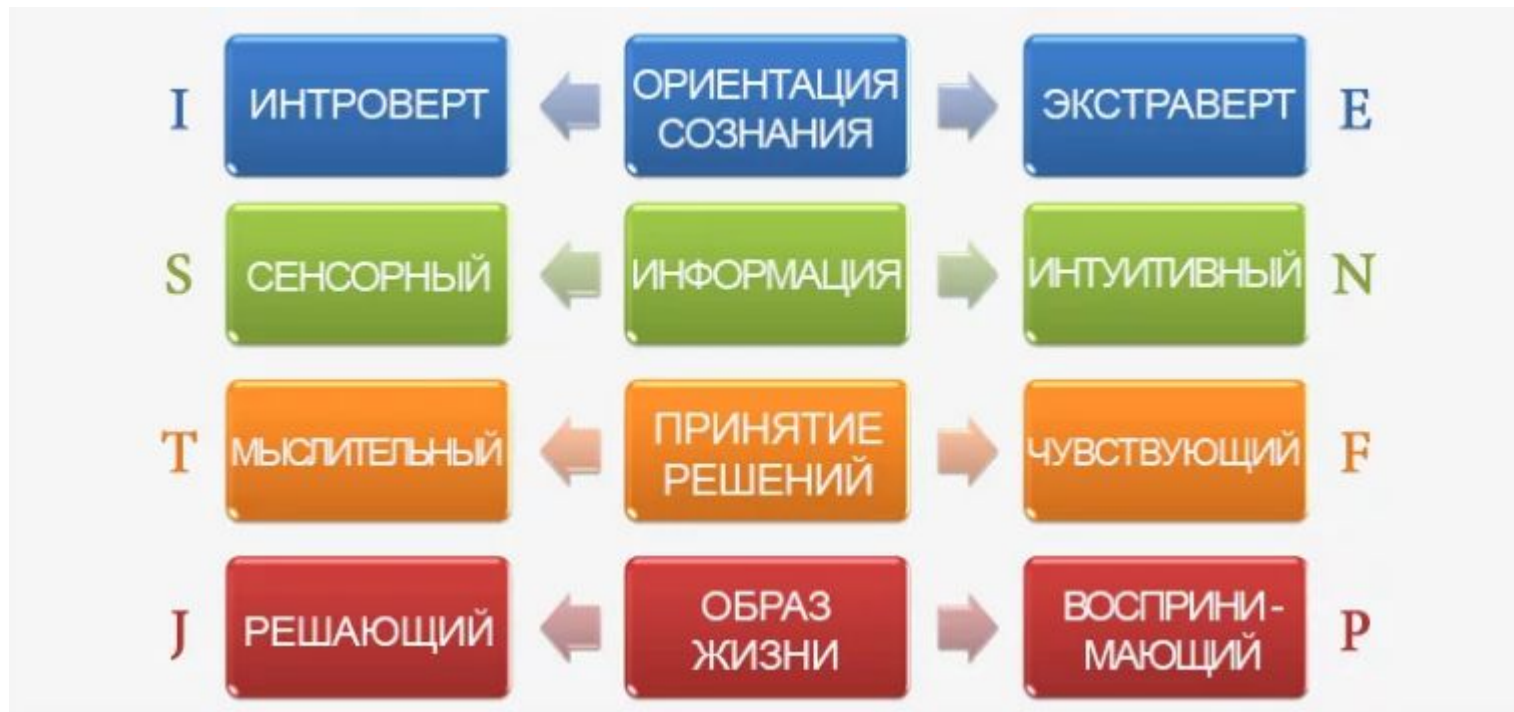 I ИНТРОВЕРТ ОРИЕНТАЦИЯ СОЗНАНИЯ ЭКСТРАВЕРТ E
S СЕНСОРНЫЙ ИНФОРМАЦИЯ ИНТУИТИВНЫЙ N
T МЫСЛИТЕЛЬНЫЙ ПРИНЯТИЕ РЕШЕНИЙ ЧУВСТВУЮЩИЙ F
J РЕШАЮЩИЙ ОБРАЗ ЖИЗНИ ВОСПРИНИ- МАЮЩИЙ P